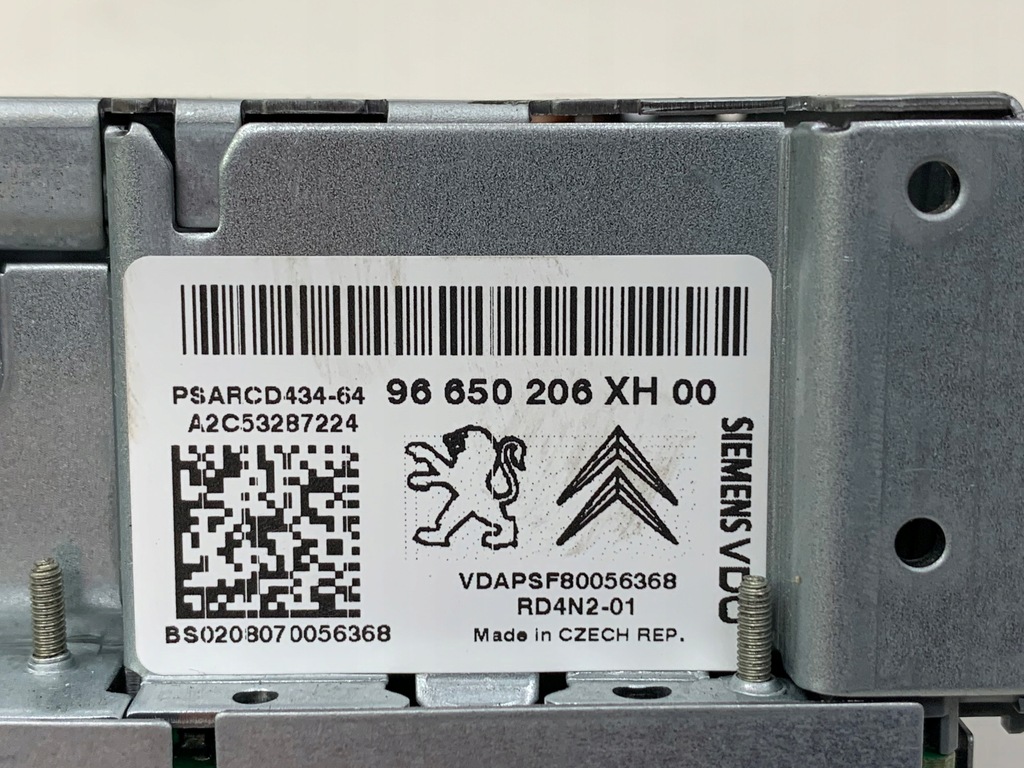 PSARCD434-64
96 650 206 XH 00
A2C53287224
SIEMENS VDO
VDAPSF80056368
RD4N2-01
BS0208070056368
Made in CZECH REP.